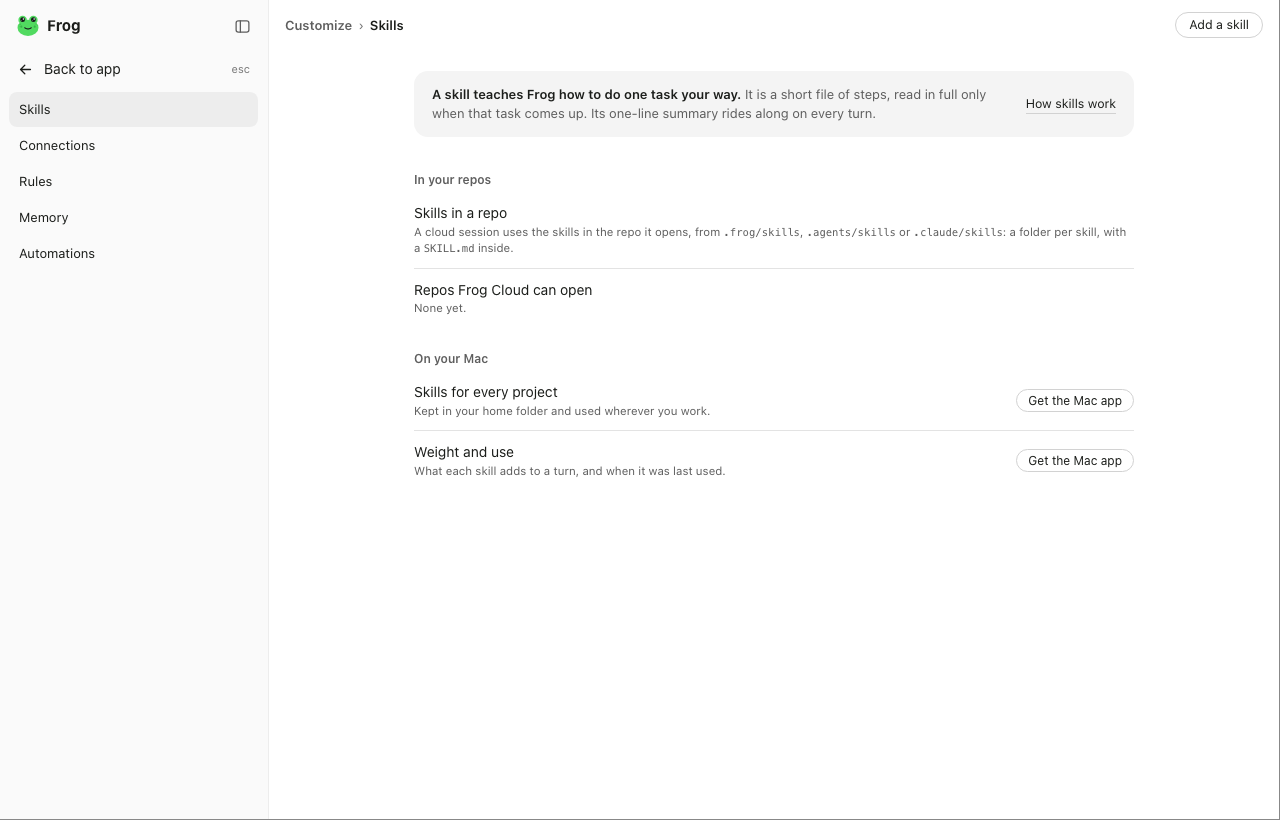 Frog
Back to app
esc
Skills
Connections
Rules
Memory
Automations
Customize › Skills
Add a skill
A skill teaches Frog how to do one task your way. It is a short file of steps, read in full only
when that task comes up. Its one-line summary rides along on every turn.
How skills work
In your repos
Skills in a repo
A cloud session uses the skills in the repo it opens, from .frog/skills, .agents/skills or .claude/skills: a folder per skill, with
a SKILL.md inside.
Repos Frog Cloud can open
None yet.
On your Mac
Skills for every project
Kept in your home folder and used wherever you work.
Get the Mac app
Weight and use
What each skill adds to a turn, and when it was last used.
Get the Mac app